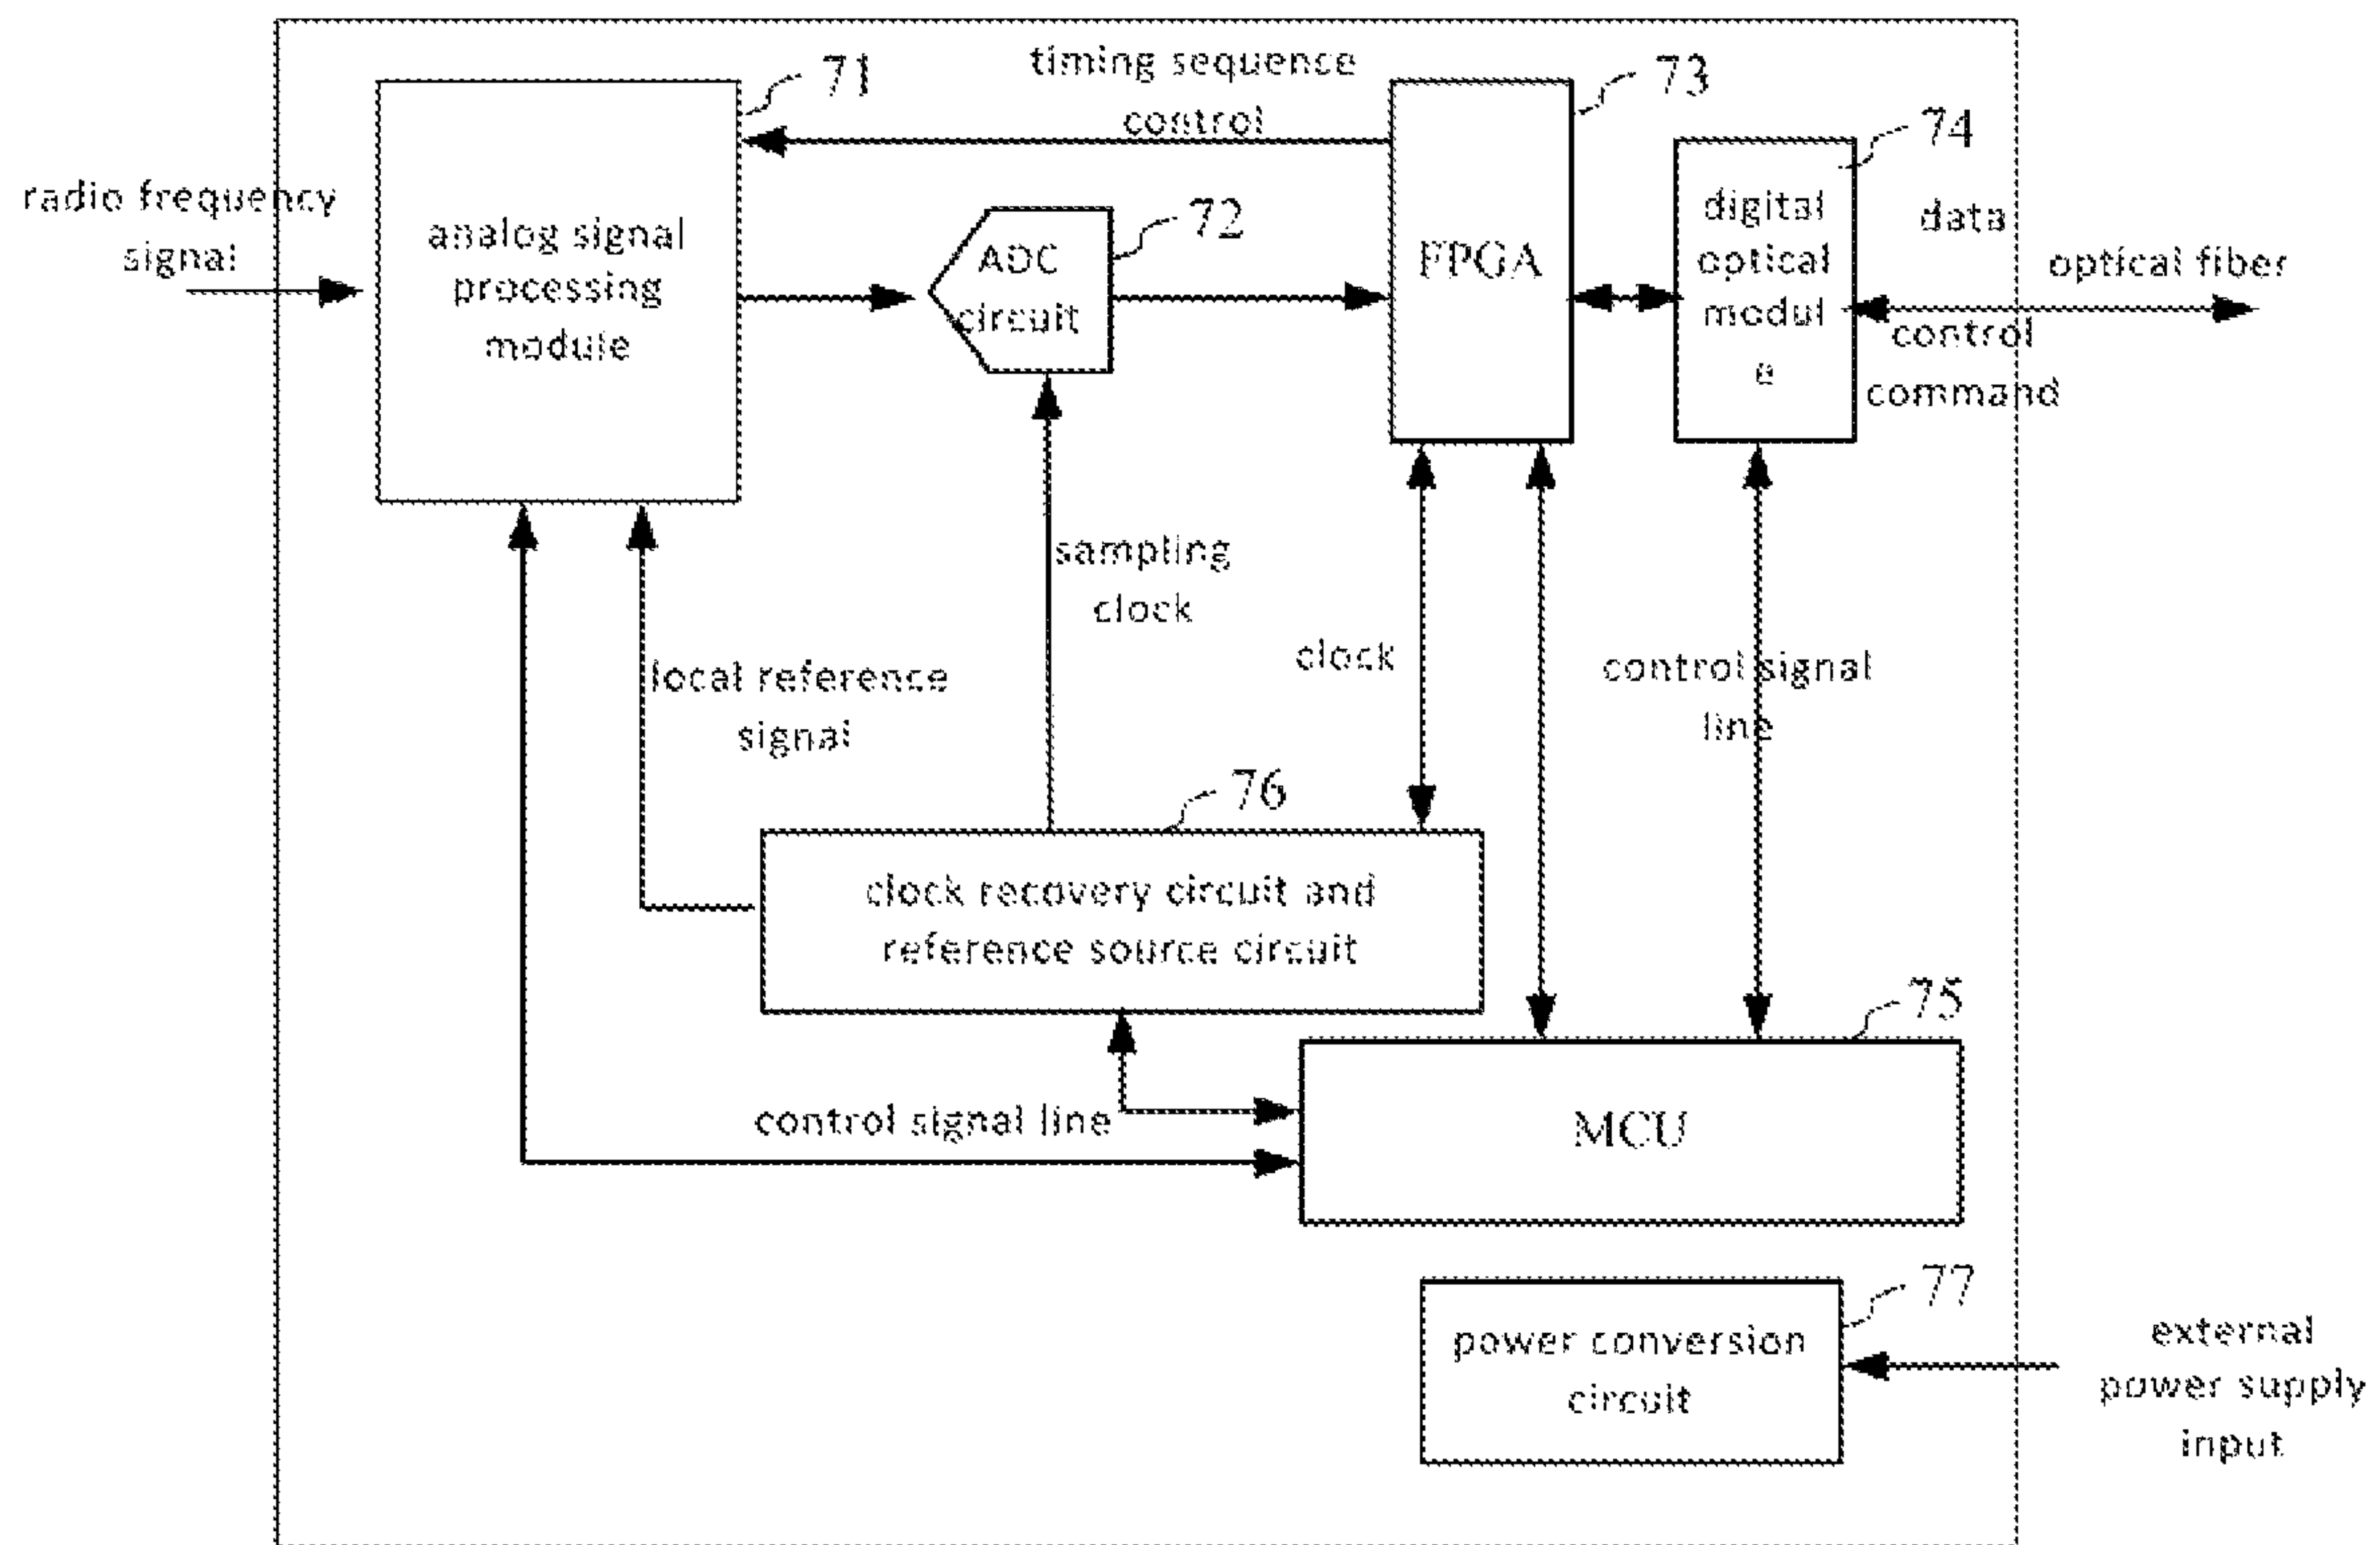 timing sequence
control
71
73
74
radio frequency
signal
analog signal
processing
module
72
ADC
circuit
FPGA
digital
optical
modul
e
data
optical fiber
control
command
sampling
clock
clock
control signal
line
local reference
signal
76
clock recovery circuit and
reference source circuit
75
control signal line
MCU
77
power conversion
circuit
external
power supply
input